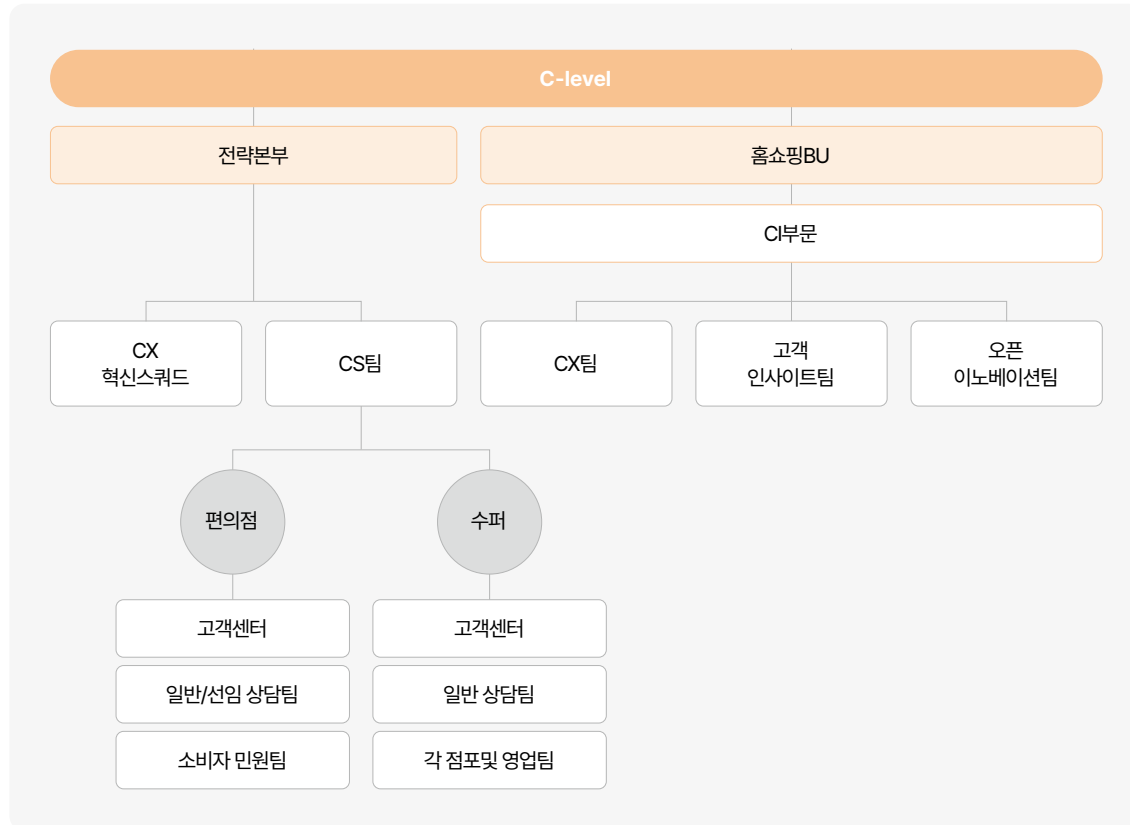 C-level
전략본부
홈쇼핑BU
CI부문
CX
혁신스쿼드
CS팀
CX팀
고객
인사이트팀
오픈
이노베이션팀
편의점
수퍼
고객센터
고객센터
일반/선임 상담팀
일반 상담팀
소비자 민원팀
각 점포및 영업팀